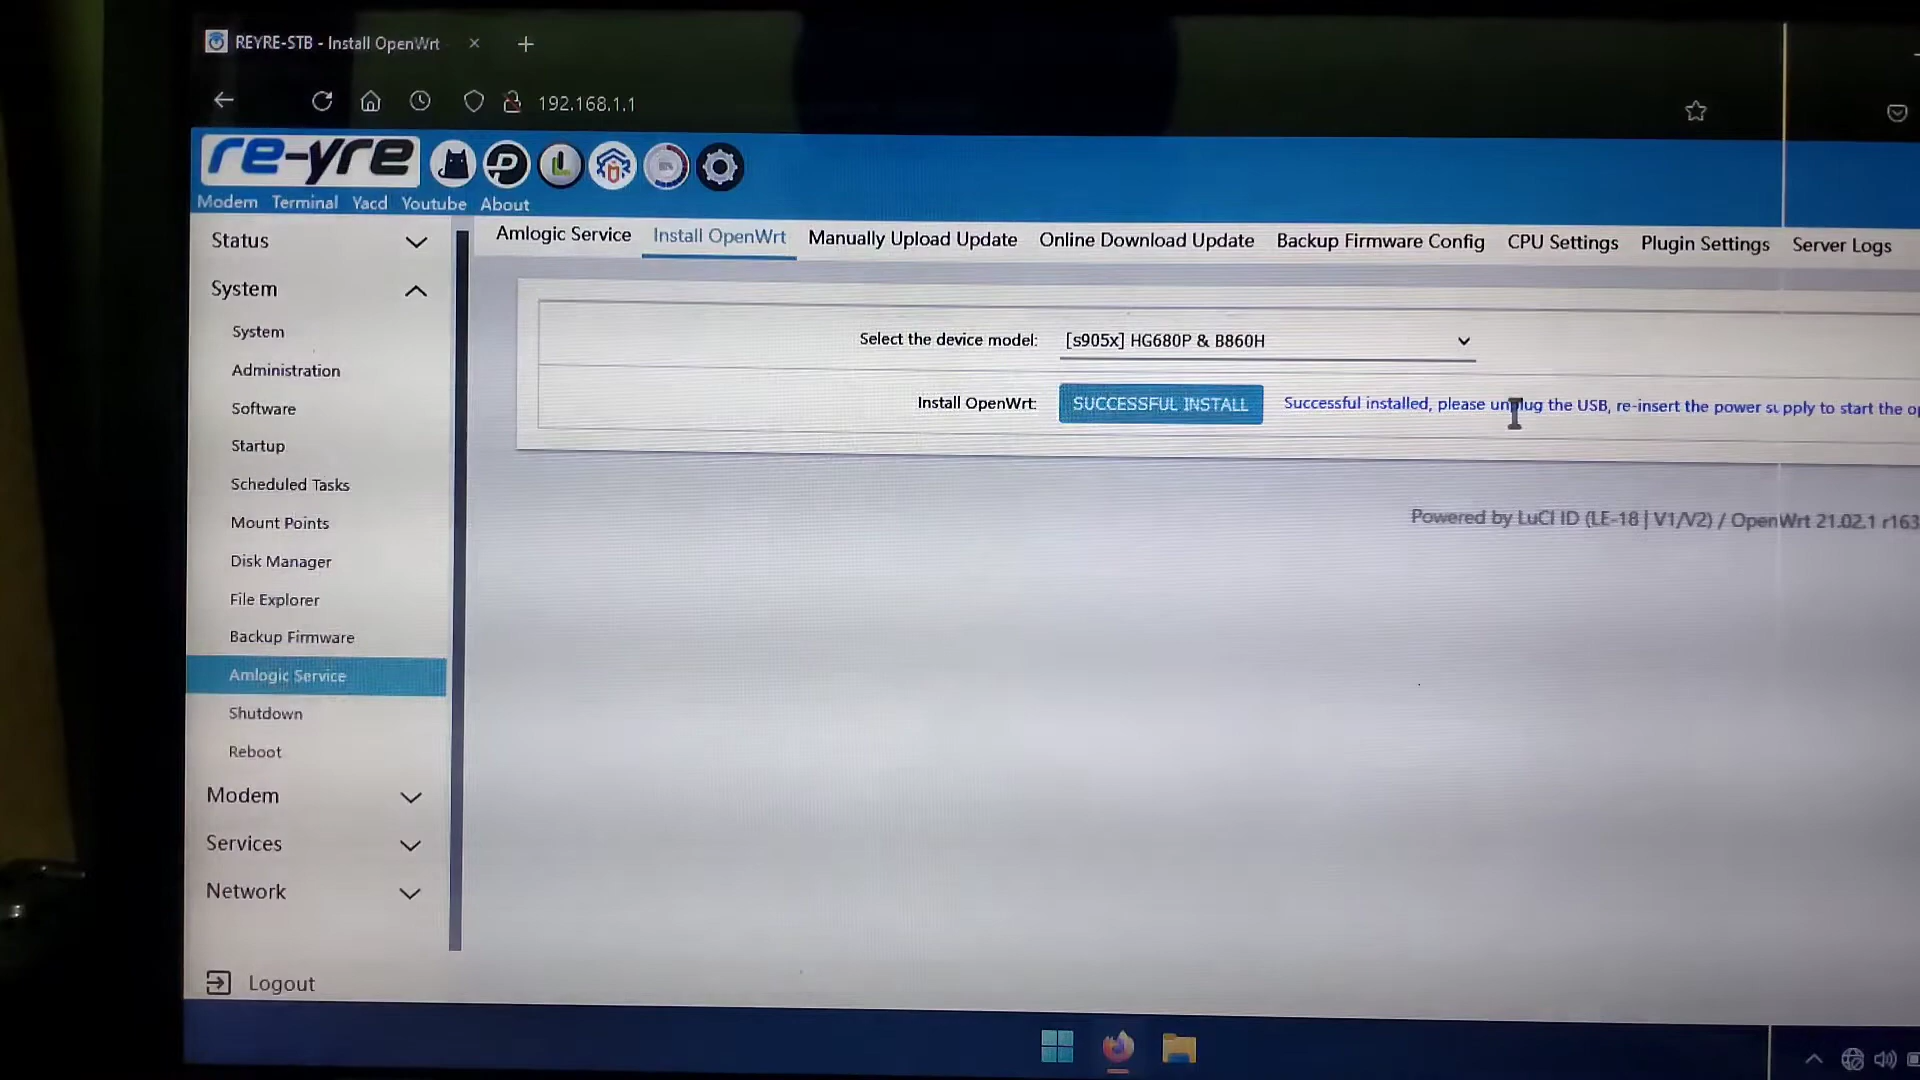 REYRE-STB - Install OpenWrt
192.168.1.1
re-yre
Modem Terminal Yacd Youtube About
Status
System
System
Administration
Software
Startup
Scheduled Tasks
Mount Points
Disk Manager
File Explorer
Backup Firmware
Amlogic Service
Shutdown
Reboot
Modem
Services
Network
Logout
Amlogic Service Install OpenWrt Manually Upload Update Online Download Update Backup Firmware Config CPU Settings Plugin Settings Server Logs
Select the device model: [s905x] HG680P & B860H
Install OpenWrt: SUCCESSFUL INSTALL Successful installed, please unplug the USB, re-insert the power supply to start the op
Powered by LuCI ID (LE-18 | V1/V2) / OpenWrt 21.02.1 r163